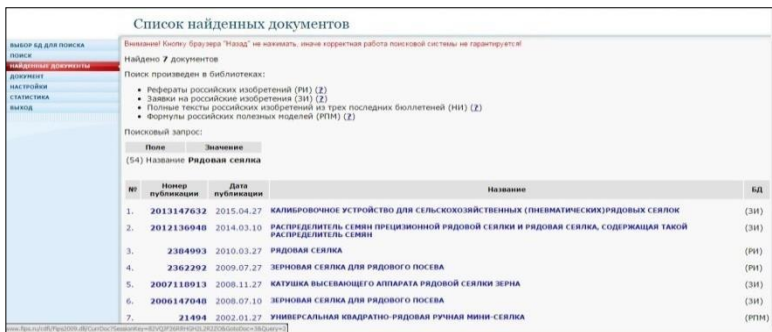 Список найденных документов
ВЫБОР БД ДЛЯ ПОИСКА
ПОИСК
НАЙДЕННЫЕ ДОКУМЕНТЫ
ДОКУМЕНТ
НАСТРОЙКИ
СТАТИСТИКА
ВЫХОД
Внимание! Кнопку браузера "Назад" не нажимать, иначе корректная работа поисковой системы не гарантируется!
Найдено 7 документов
Поиск произведен в библиотеках:
• Рефераты российских изобретений (РИ) (?)
• Заявки на российские изобретения (ЗИ) (?)
• Полные тексты российских изобретений из трех последних бюллетеней (НИ) (?)
• Формулы российских полезных моделей (РПМ) (?)
Поисковый запрос:
Поле Значение
(54) Название Рядовая сеялка
№ Номер публикации Дата публикации Название БД
1. 2013147632 2015.04.27 КАЛИБРОВОЧНОЕ УСТРОЙСТВО ДЛЯ СЕЛЬСКОХОЗЯЙСТВЕННЫХ (ПНЕВМАТИЧЕСКИХ)РЯДОВЫХ СЕЯЛОК (ЗИ)
2. 2012136948 2014.03.10 РАСПРЕДЕЛИТЕЛЬ СЕМЯН ПРЕЦИЗИОННОЙ РЯДОВОЙ СЕЯЛКИ И РЯДОВАЯ СЕЯЛКА, СОДЕРЖАЩАЯ ТАКОЙ
РАСПРЕДЕЛИТЕЛЬ СЕМЯН (ЗИ)
3. 2384993 2010.03.27 РЯДОВАЯ СЕЯЛКА (РИ)
4. 2362292 2009.07.27 ЗЕРНОВАЯ СЕЯЛКА ДЛЯ РЯДОВОГО ПОСЕВА (РИ)
5. 2007118913 2008.11.27 КАТУШКА ВЫСЕВАЮЩЕГО АППАРАТА РЯДОВОЙ СЕЯЛКИ ЗЕРНА (ЗИ)
6. 2006147048 2008.07.10 ЗЕРНОВАЯ СЕЯЛКА ДЛЯ РЯДОВОГО ПОСЕВА (ЗИ)
7. 21494 2002.01.27 УНИВЕРСАЛЬНАЯ КВАДРАТНО-РЯДОВАЯ РУЧНАЯ МИНИ-СЕЯЛКА (РПМ)